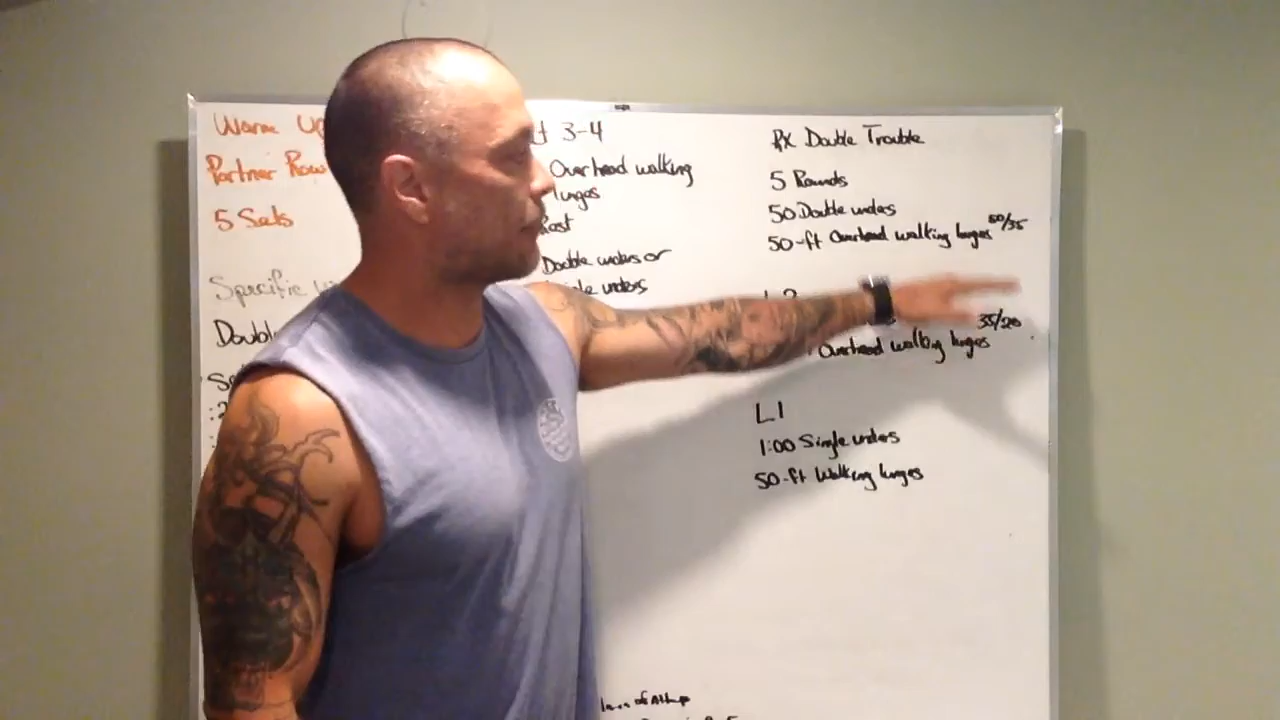 Warm Up
Partner Row
5 Sets
Specific
Doubl
3-4
Overhead walking
lunges
Rest
Double unders or
unders
RX Double Trouble
5 Rounds
50 Double unders
50-ft Overhead walking lunges 50/35
35/20
Overhead walking lunges
L1
1:00 Single unders
50-ft Walking lunges